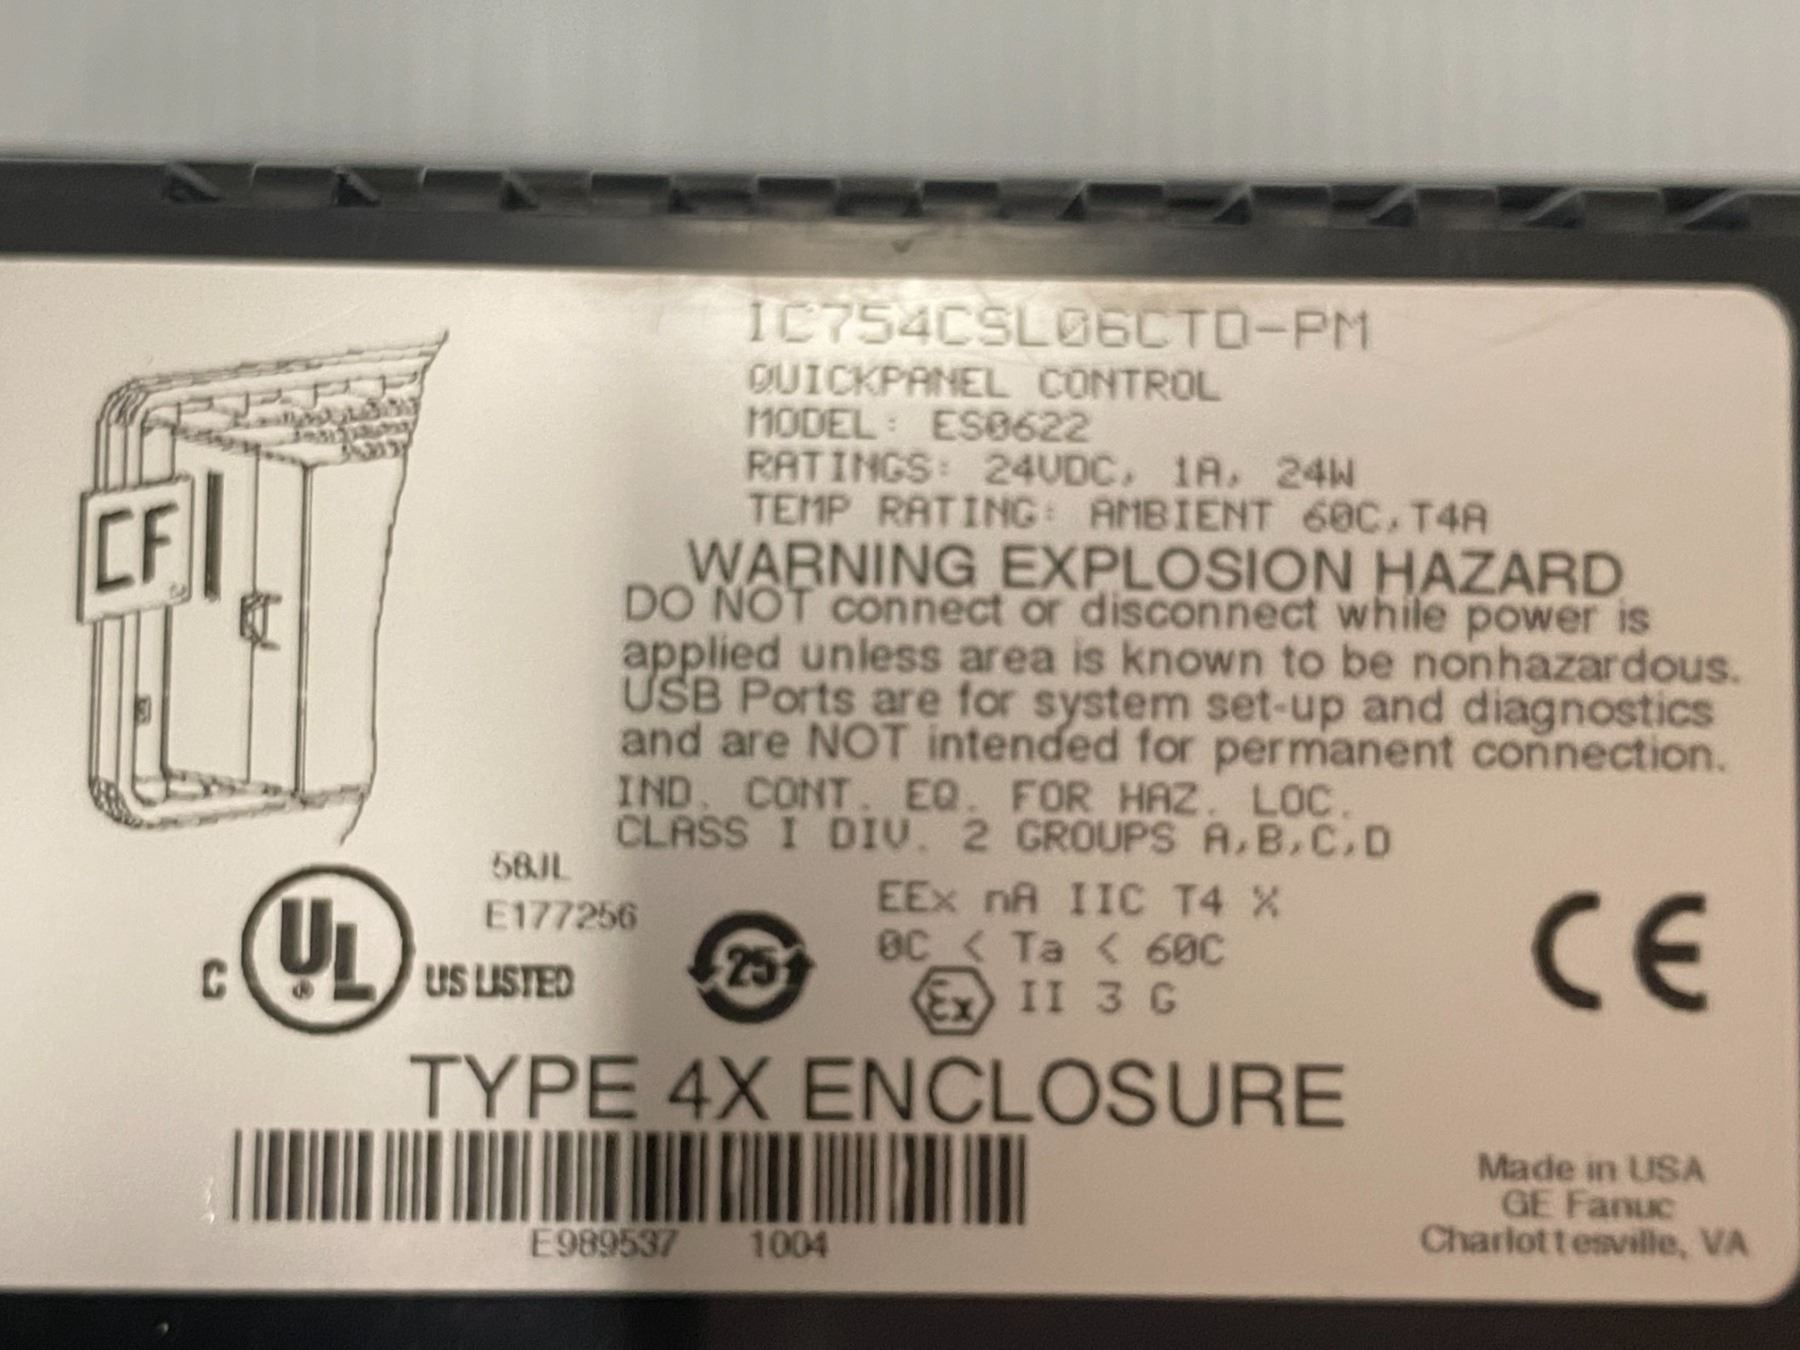 IC754CSL06CTD-PM
QUICKPANEL CONTROL
MODEL: ES0622
RATINGS: 24VDC, 1A, 24W
TEMP RATING: AMBIENT 60C,T4A
WARNING EXPLOSION HAZARD
DO NOT connect or disconnect while power is
applied unless area is known to be nonhazardous.
USB Ports are for system set-up and diagnostics
and are NOT intended for permanent connection.
IND. CONT. EQ. FOR HAZ. LOC.
CLASS I DIV. 2 GROUPS A,B,C,D
CF
58JL
E177256
C UL ® US LISTED
25
EEx nA IIC T4 X
0C < Ta < 60C
Ex II 3 G
CE
TYPE 4X ENCLOSURE
E989537 1004
Made in USA
GE Fanuc
Charlottesville, VA